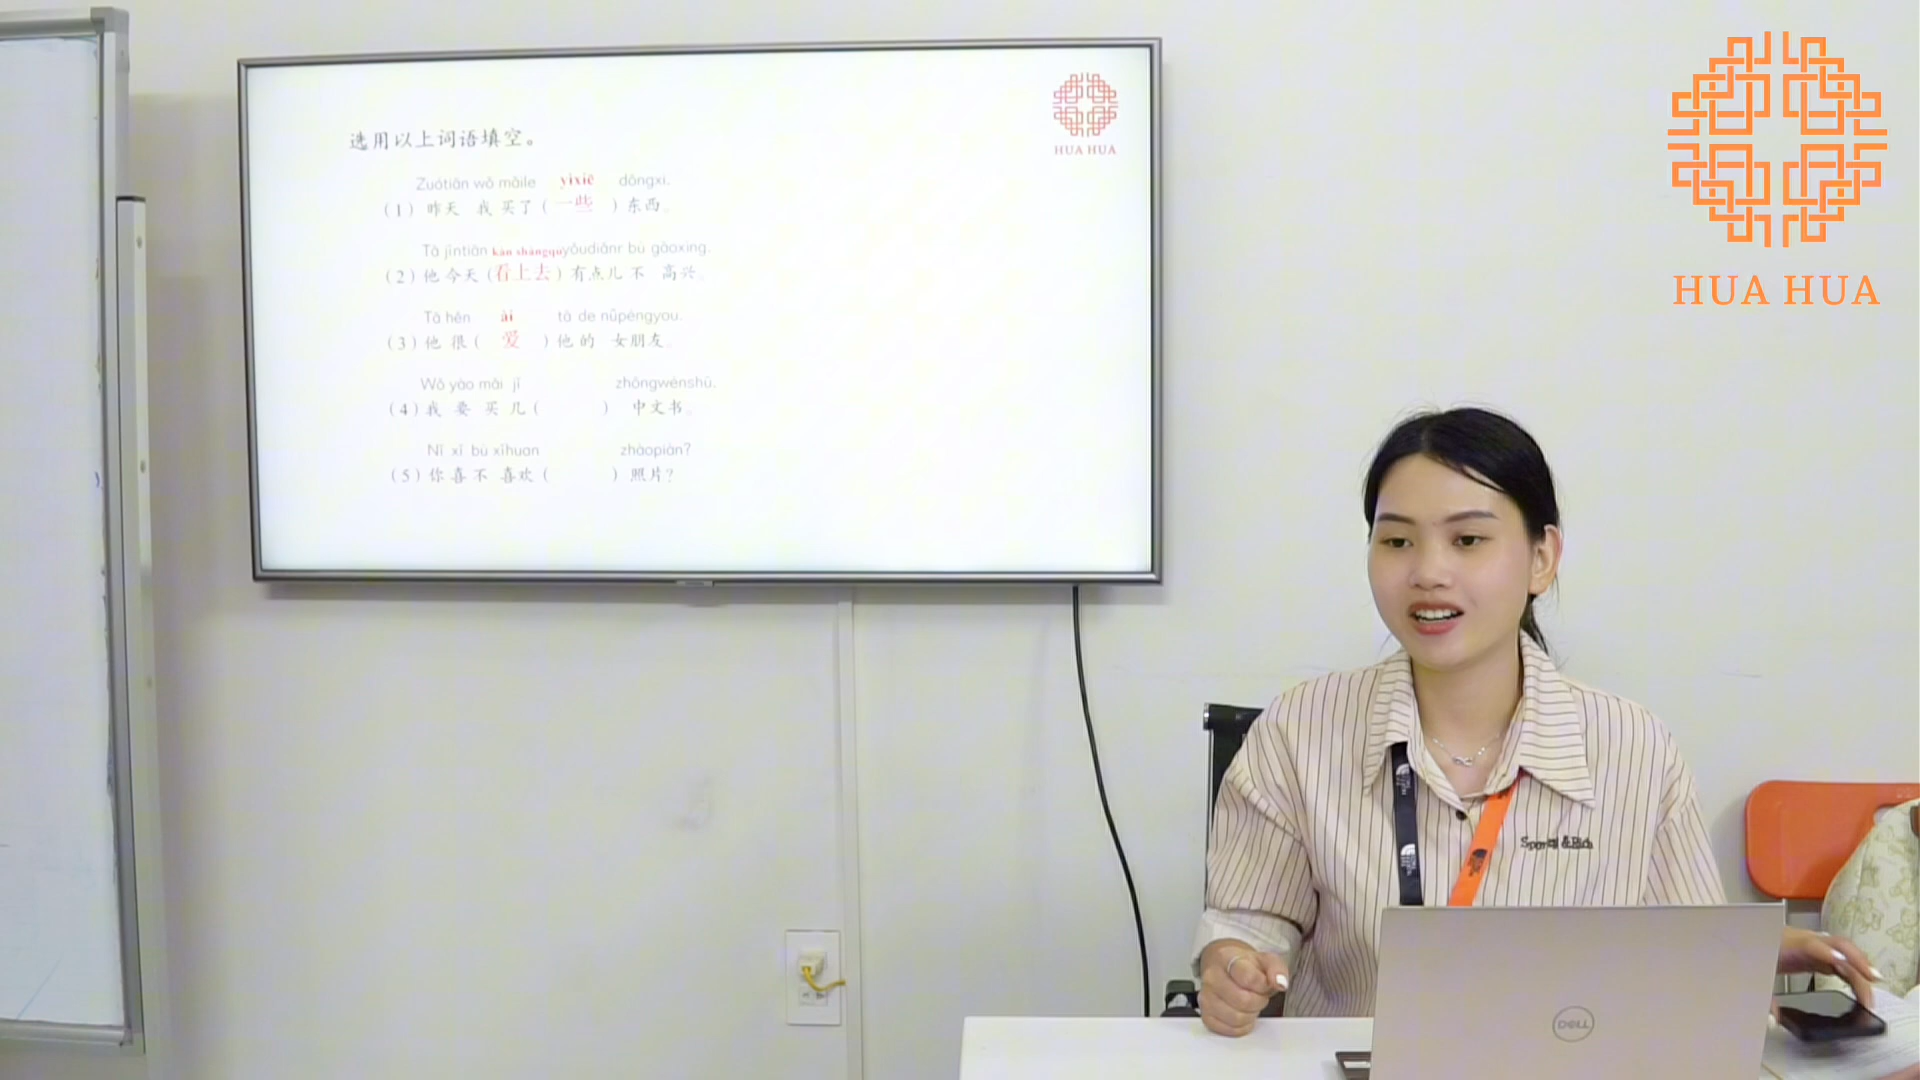 选用以上词语填空。
HUA HUA
Zuótiān wǒ mǎile yìxiē dōngxi.
(1) 昨天 我 买了 ( 一些 ) 东西。
Tā jīntiān kàn shàngqu yǒudiǎnr bù gāoxìng.
(2) 他 今天 (看上去) 有点儿 不 高兴。
Tā hěn ài tā de nǚpéngyou.
(3) 他 很 ( 爱 ) 他 的 女朋友。
Wǒ yào mǎi jǐ zhōngwénshū.
(4) 我 要 买 几 ( ) 中文书。
Nǐ xǐ bù xǐhuan zhàopiàn?
(5) 你 喜 不 喜欢 ( ) 照片?
HUA HUA
DELL